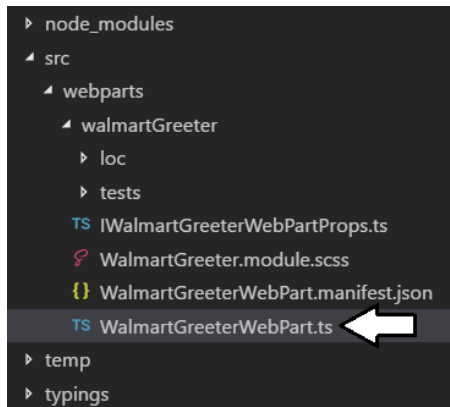 node_modules
src
webparts
walmartGreeter
loc
tests
TS IWalmartGreeterWebPartProps.ts
WalmartGreeter.module.scss
{} WalmartGreeterWebPart.manifest.json
TS WalmartGreeterWebPart.ts
temp
typings